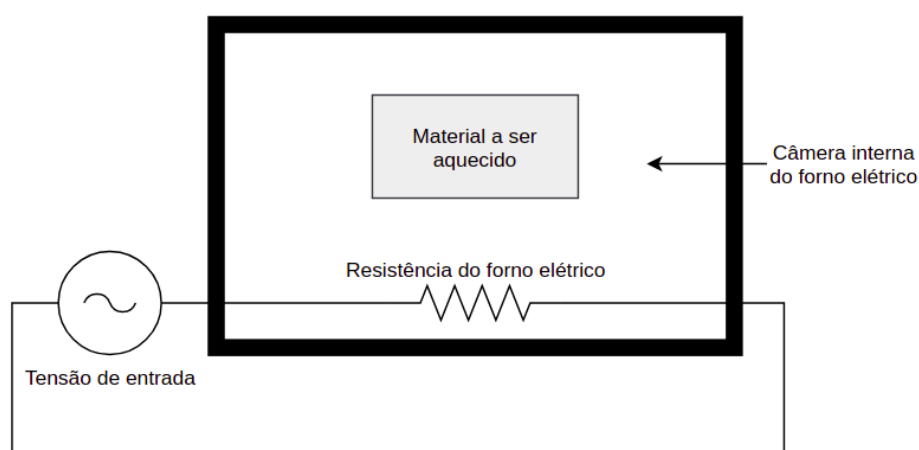 Material a ser
aquecido
Câmera interna
do forno elétrico
Resistência do forno elétrico
Tensão de entrada